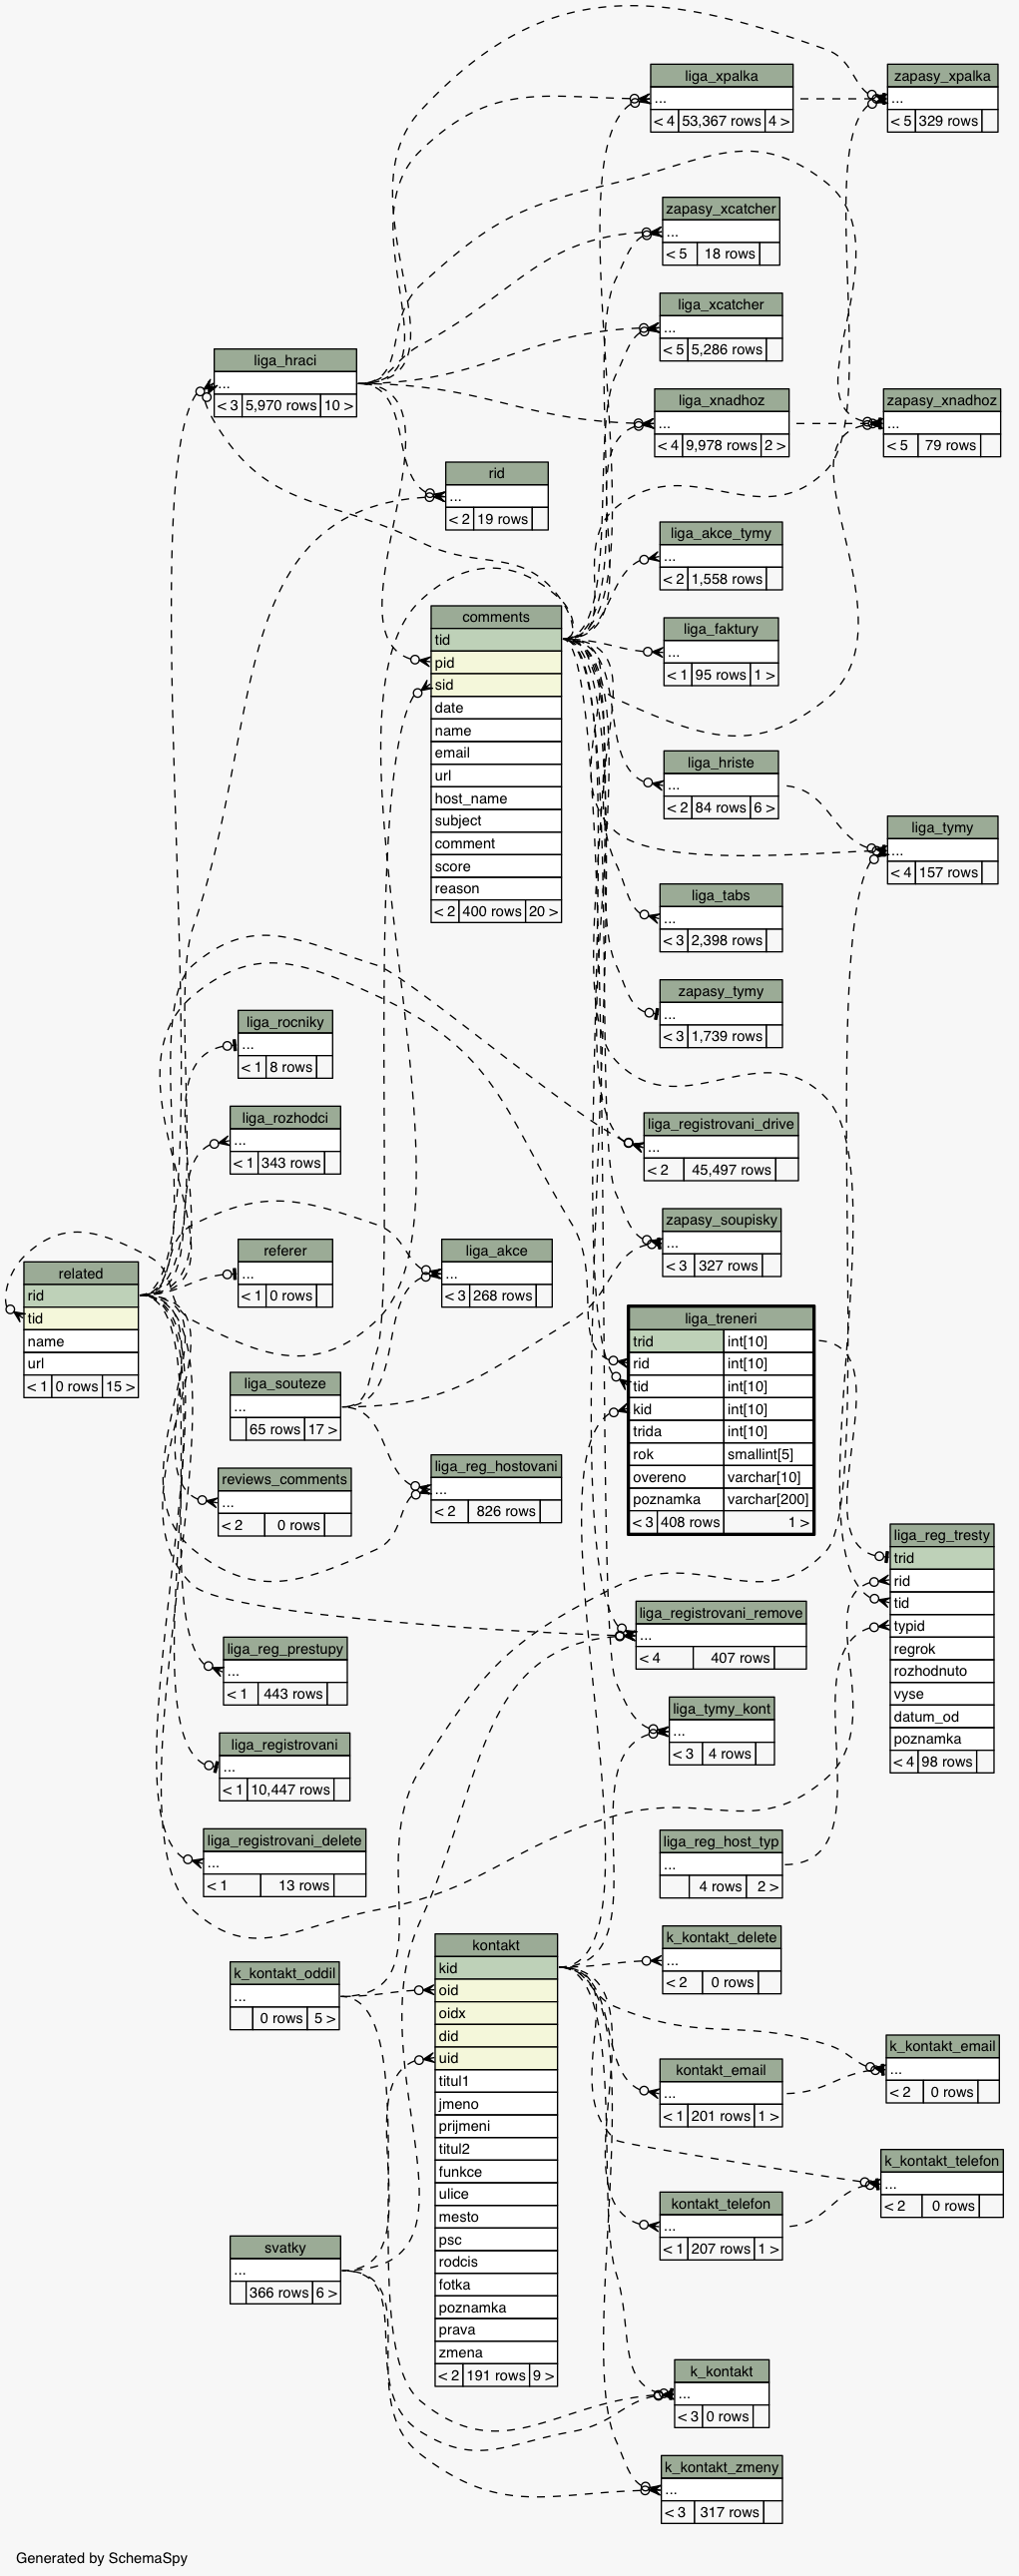 liga_xpalka
...
< 4 53,367 rows 4 >
zapasy_xpalka
...
< 5 329 rows
zapasy_xcatcher
...
< 5 18 rows
liga_xcatcher
...
< 5 5,286 rows
liga_hraci
...
< 3 5,970 rows 10 >
liga_xnadhoz
...
< 4 9,978 rows 2 >
zapasy_xnadhoz
...
< 5 79 rows
rid
...
< 2 19 rows
liga_akce_tymy
...
< 2 1,558 rows
comments
tid
pid
sid
date
name
email
url
host_name
subject
comment
score
reason
< 2 400 rows 20 >
liga_faktury
...
< 1 95 rows 1 >
liga_hriste
...
< 2 84 rows 6 >
liga_tymy
...
< 4 157 rows
liga_tabs
...
< 3 2,398 rows
zapasy_tymy
...
< 3 1,739 rows
liga_rocniky
...
< 1 8 rows
liga_rozhodci
...
< 1 343 rows
liga_registrovani_drive
...
< 2 45,497 rows
zapasy_soupisky
...
< 3 327 rows
referer
...
< 1 0 rows
liga_akce
...
< 3 268 rows
related
rid
tid
name
url
< 1 0 rows 15 >
liga_treneri
trid int[10]
rid int[10]
tid int[10]
kid int[10]
trida int[10]
rok smallint[5]
overeno varchar[10]
poznamka varchar[200]
< 3 408 rows 1 >
liga_souteze
...
65 rows 17 >
liga_reg_hostovani
...
< 2 826 rows
reviews_comments
...
< 2 0 rows
liga_reg_tresty
trid
rid
tid
typid
regrok
rozhodnuto
vyse
datum_od
poznamka
< 4 98 rows
liga_registrovani_remove
...
< 4 407 rows
liga_reg_prestupy
...
< 1 443 rows
liga_tymy_kont
...
< 3 4 rows
liga_registrovani
...
< 1 10,447 rows
liga_registrovani_delete
...
< 1 13 rows
liga_reg_host_typ
...
4 rows 2 >
k_kontakt_delete
...
< 2 0 rows
kontakt
kid
oid
oidx
did
uid
titul1
jmeno
prijmeni
titul2
funkce
ulice
mesto
psc
rodcis
fotka
poznamka
prava
zmena
< 2 191 rows 9 >
k_kontakt_oddil
...
0 rows 5 >
kontakt_email
...
< 1 201 rows 1 >
k_kontakt_email
...
< 2 0 rows
k_kontakt_telefon
...
< 2 0 rows
kontakt_telefon
...
< 1 207 rows 1 >
svatky
...
366 rows 6 >
k_kontakt
...
< 3 0 rows
k_kontakt_zmeny
...
< 3 317 rows
Generated by SchemaSpy